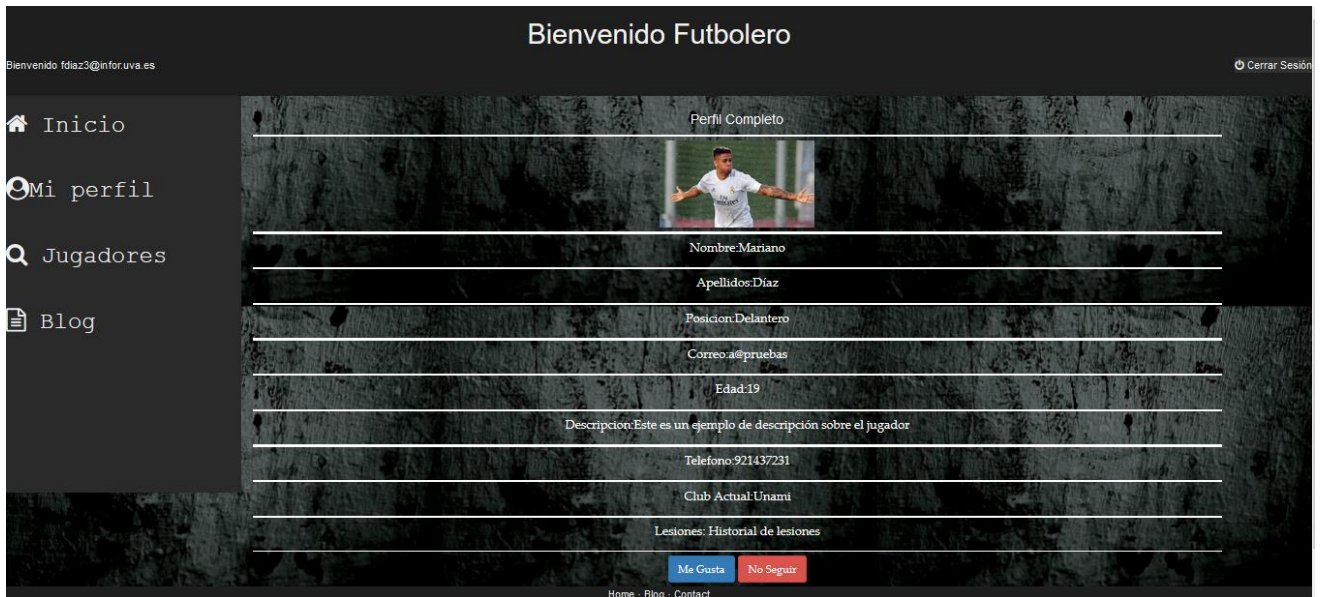 Bienvenido Futbolero
Bienvenido fdiaz3@infor.uva.es
Cerrar Sesión
Inicio
Mi perfil
Jugadores
Blog
Perfil Completo
Nombre:Mariano
Apellidos:Díaz
Posicion:Delantero
Correo:a@pruebas
Edad:19
Descripcion:Este es un ejemplo de descripción sobre el jugador
Telefono:921437231
Club Actual:Unami
Lesiones: Historial de lesiones
Me Gusta No Seguir
Home · Blog · Contact